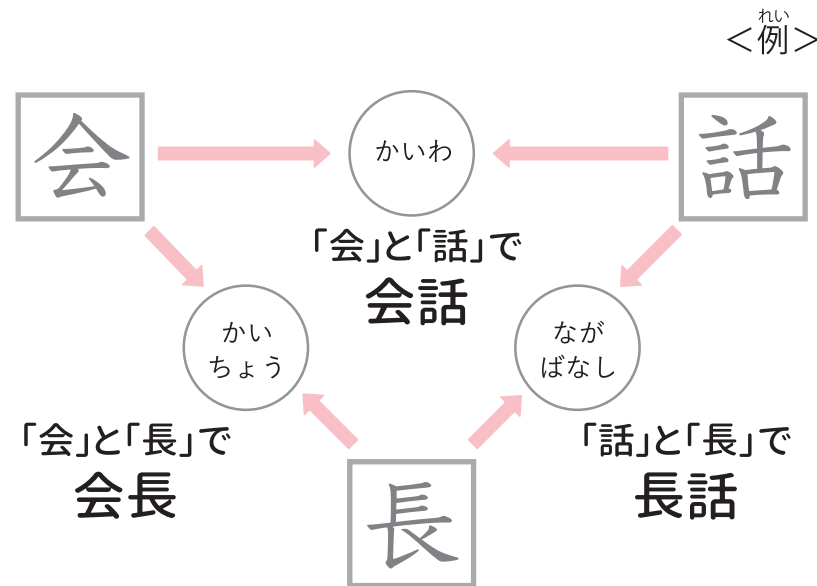 れい
＜例＞
会
かいわ
話
「会」と「話」で
会話
かい
ちょう
なが
ばなし
「会」と「長」で
会長
「話」と「長」で
長話
長